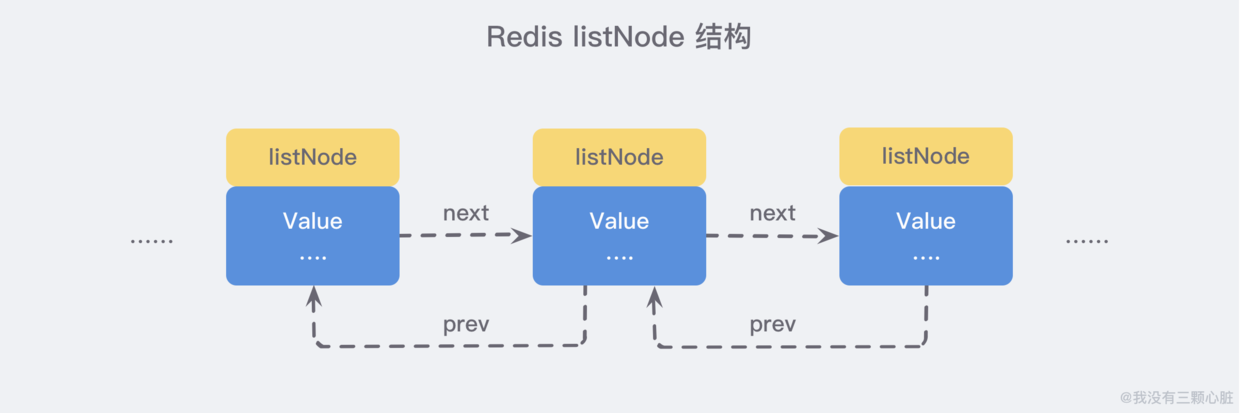 Redis listNode 结构
listNode listNode listNode
Value next Value next Value
...... .... .... .... ......
prev prev
@我没有三颗心脏